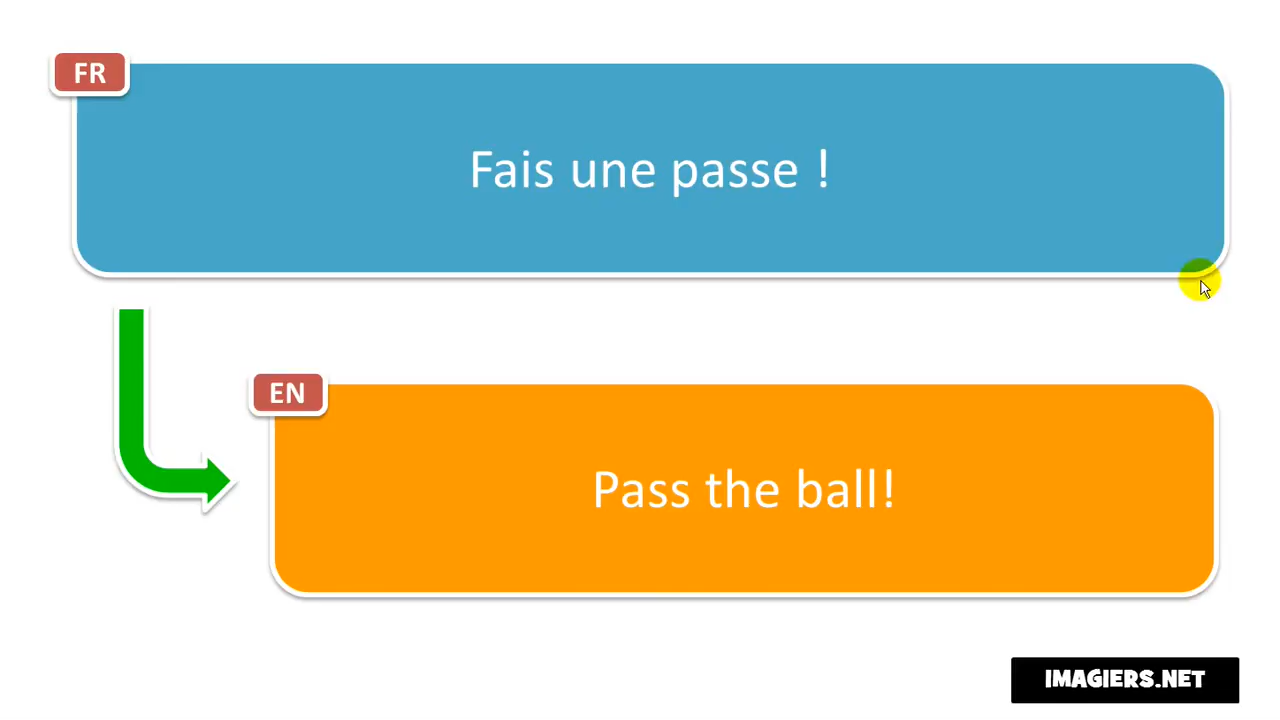 FR
Fais une passe !
EN
Pass the ball!
IMAGIERS.NET